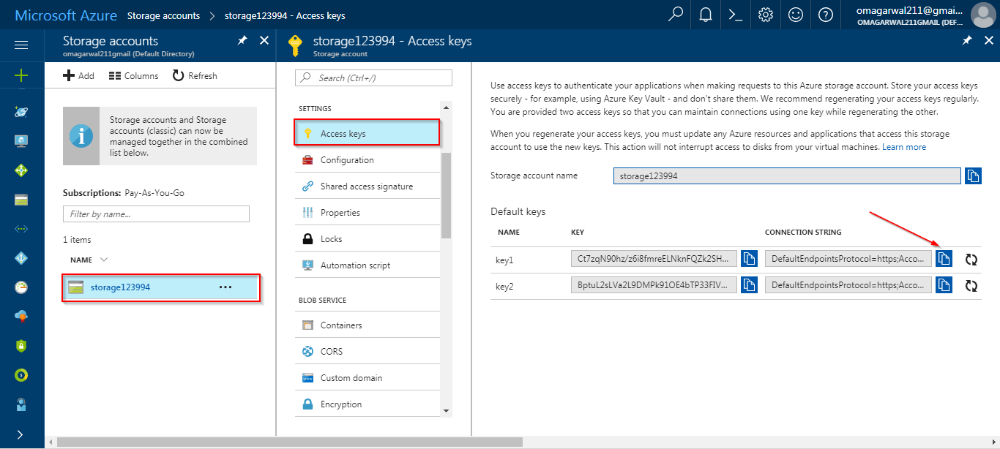 Microsoft Azure Storage accounts > storage123994 - Access keys
omagarwal211@gmai...
OMAGARWAL211GMAIL (DEF...
Storage accounts
omagarwal211gmail (Default Directory)
Add Columns Refresh
Storage accounts and Storage
accounts (classic) can now be
managed together in the combined
list below.
Subscriptions: Pay-As-You-Go
Filter by name...
1 items
NAME
storage123994 ...
storage123994 - Access keys
Storage account
Search (Ctrl+/)
SETTINGS
Access keys
Configuration
Shared access signature
Properties
Locks
Automation script
BLOB SERVICE
Containers
CORS
Custom domain
Encryption
Use access keys to authenticate your applications when making requests to this Azure storage account. Store your access keys
securely - for example, using Azure Key Vault - and don't share them. We recommend regenerating your access keys regularly.
You are provided two access keys so that you can maintain connections using one key while regenerating the other.
When you regenerate your access keys, you must update any Azure resources and applications that access this storage
account to use the new keys. This action will not interrupt access to disks from your virtual machines. Learn more
Storage account name storage123994
Default keys
NAME KEY CONNECTION STRING
key1 Ct7zqN90hz/z6i8fmreELNknFQZk2SH... DefaultEndpointsProtocol=https;Acco...
key2 BptuL2sLVa2L9DMPk91OE4bTP33FIV... DefaultEndpointsProtocol=https;Acco...